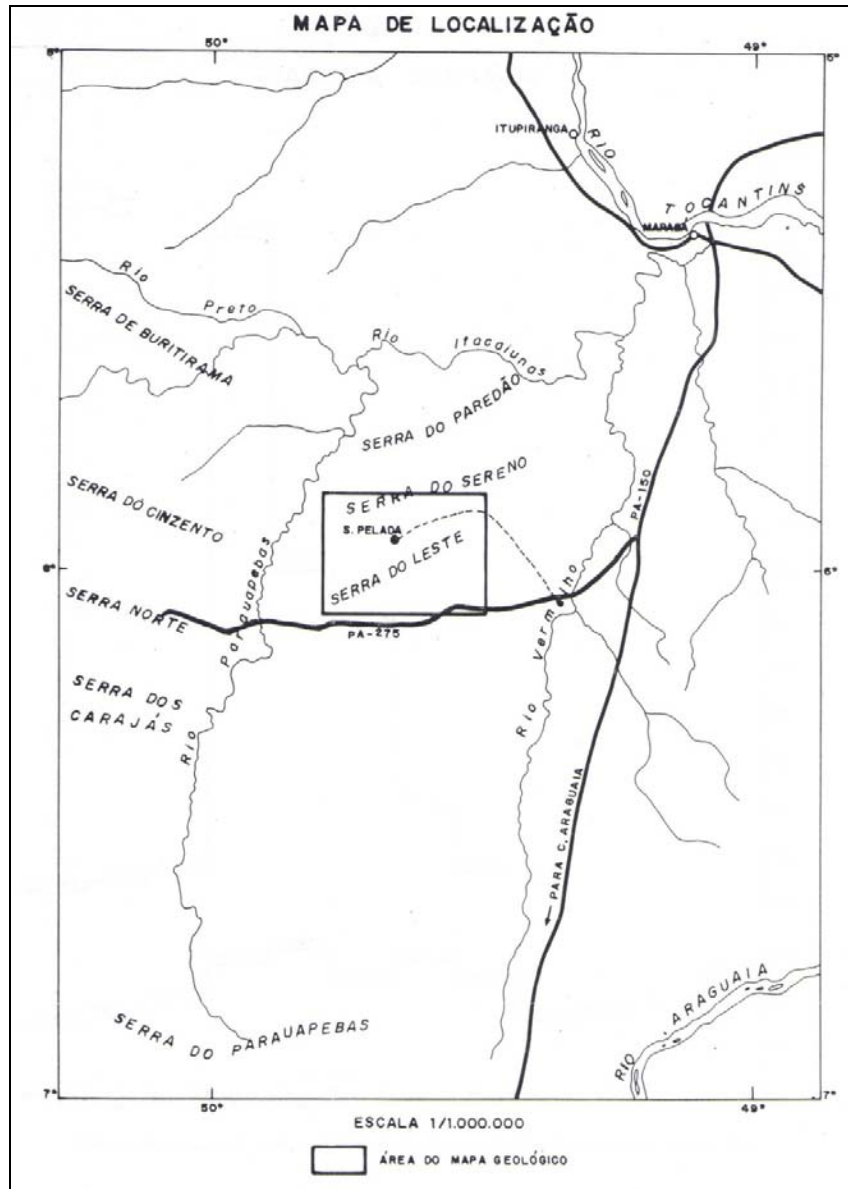 MAPA DE LOCALIZAÇÃO
50°
49°
5°
5°
ITUPIRANGA
RIO
TOCANTINS
MARABÁ
Rio
Preto
SERRA DE BURITIRAMA
Rio Itacaiunas
SERRA DO PAREDÃO
SERRA DO CINZENTO
SERRA DO SERENO
S. PELADA
SERRA DO LESTE
PA-150
6°
6°
SERRA NORTE
Rio Parauapebas
PA-275
Rio Vermelho
SERRA DOS
CARAJÁS
PARA C. ARAGUAIA
SERRA DO PARAUAPEBAS
RIO ARAGUAIA
7°
7°
50°
49°
ESCALA 1/1.000.000
ÁREA DO MAPA GEOLÓGICO